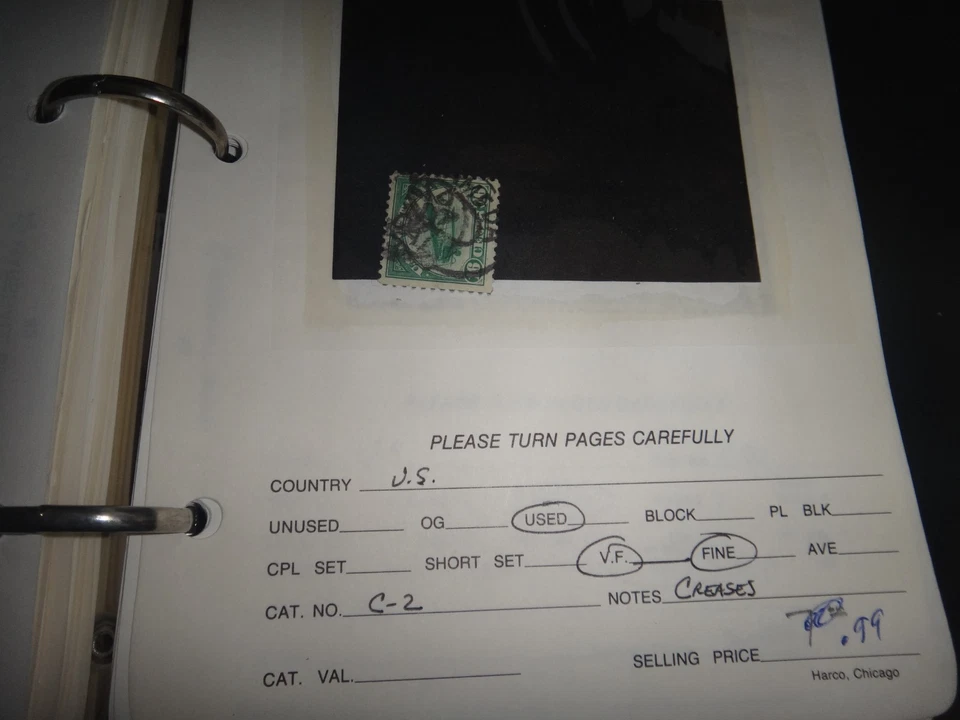 PLEASE TURN PAGES CAREFULLY
COUNTRY U.S.
UNUSED OG USED BLOCK PL BLK
CPL SET SHORT SET V.F. FINE AVE
CAT. NO. C-2 NOTES CREASES
.99
CAT. VAL. SELLING PRICE
Harco, Chicago